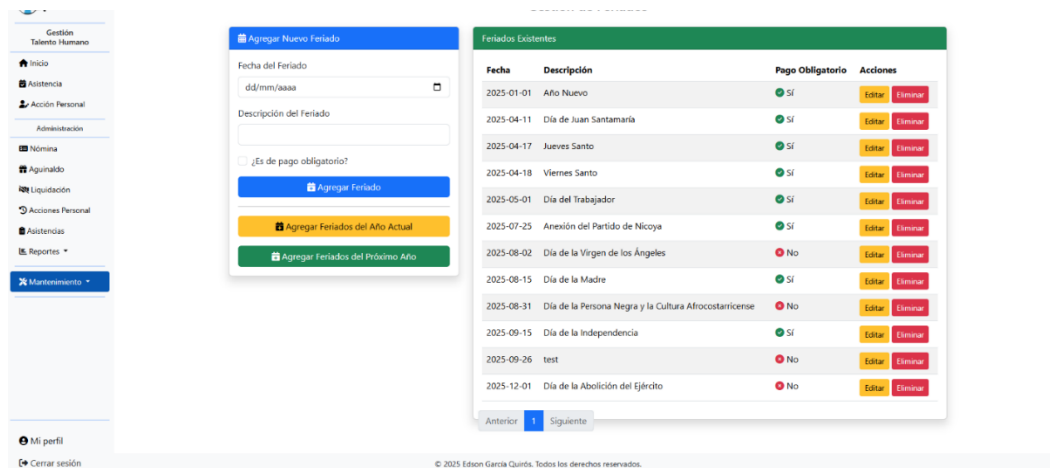 Gestión
Talento Humano
Inicio
Asistencia
Acción Personal
Administración
Nómina
Aguinaldo
Liquidación
Acciones Personal
Asistencias
Reportes
Mantenimiento
Mi perfil
Cerrar sesión
Agregar Nuevo Feriado
Fecha del Feriado
dd/mm/aaaa
Descripción del Feriado
¿Es de pago obligatorio?
Agregar Feriado
Agregar Feriados del Año Actual
Agregar Feriados del Próximo Año
Feriados Existentes
Fecha Descripción Pago Obligatorio Acciones
2025-01-01 Año Nuevo Sí Editar Eliminar
2025-04-11 Día de Juan Santamaría Sí Editar Eliminar
2025-04-17 Jueves Santo Sí Editar Eliminar
2025-04-18 Viernes Santo Sí Editar Eliminar
2025-05-01 Día del Trabajador Sí Editar Eliminar
2025-07-25 Anexión del Partido de Nicoya Sí Editar Eliminar
2025-08-02 Día de la Virgen de los Ángeles No Editar Eliminar
2025-08-15 Día de la Madre Sí Editar Eliminar
2025-08-31 Día de la Persona Negra y la Cultura Afrocostarricense No Editar Eliminar
2025-09-15 Día de la Independencia Sí Editar Eliminar
2025-09-26 test No Editar Eliminar
2025-12-01 Día de la Abolición del Ejército No Editar Eliminar
Anterior 1 Siguiente
© 2025 Edson García Quirós. Todos los derechos reservados.